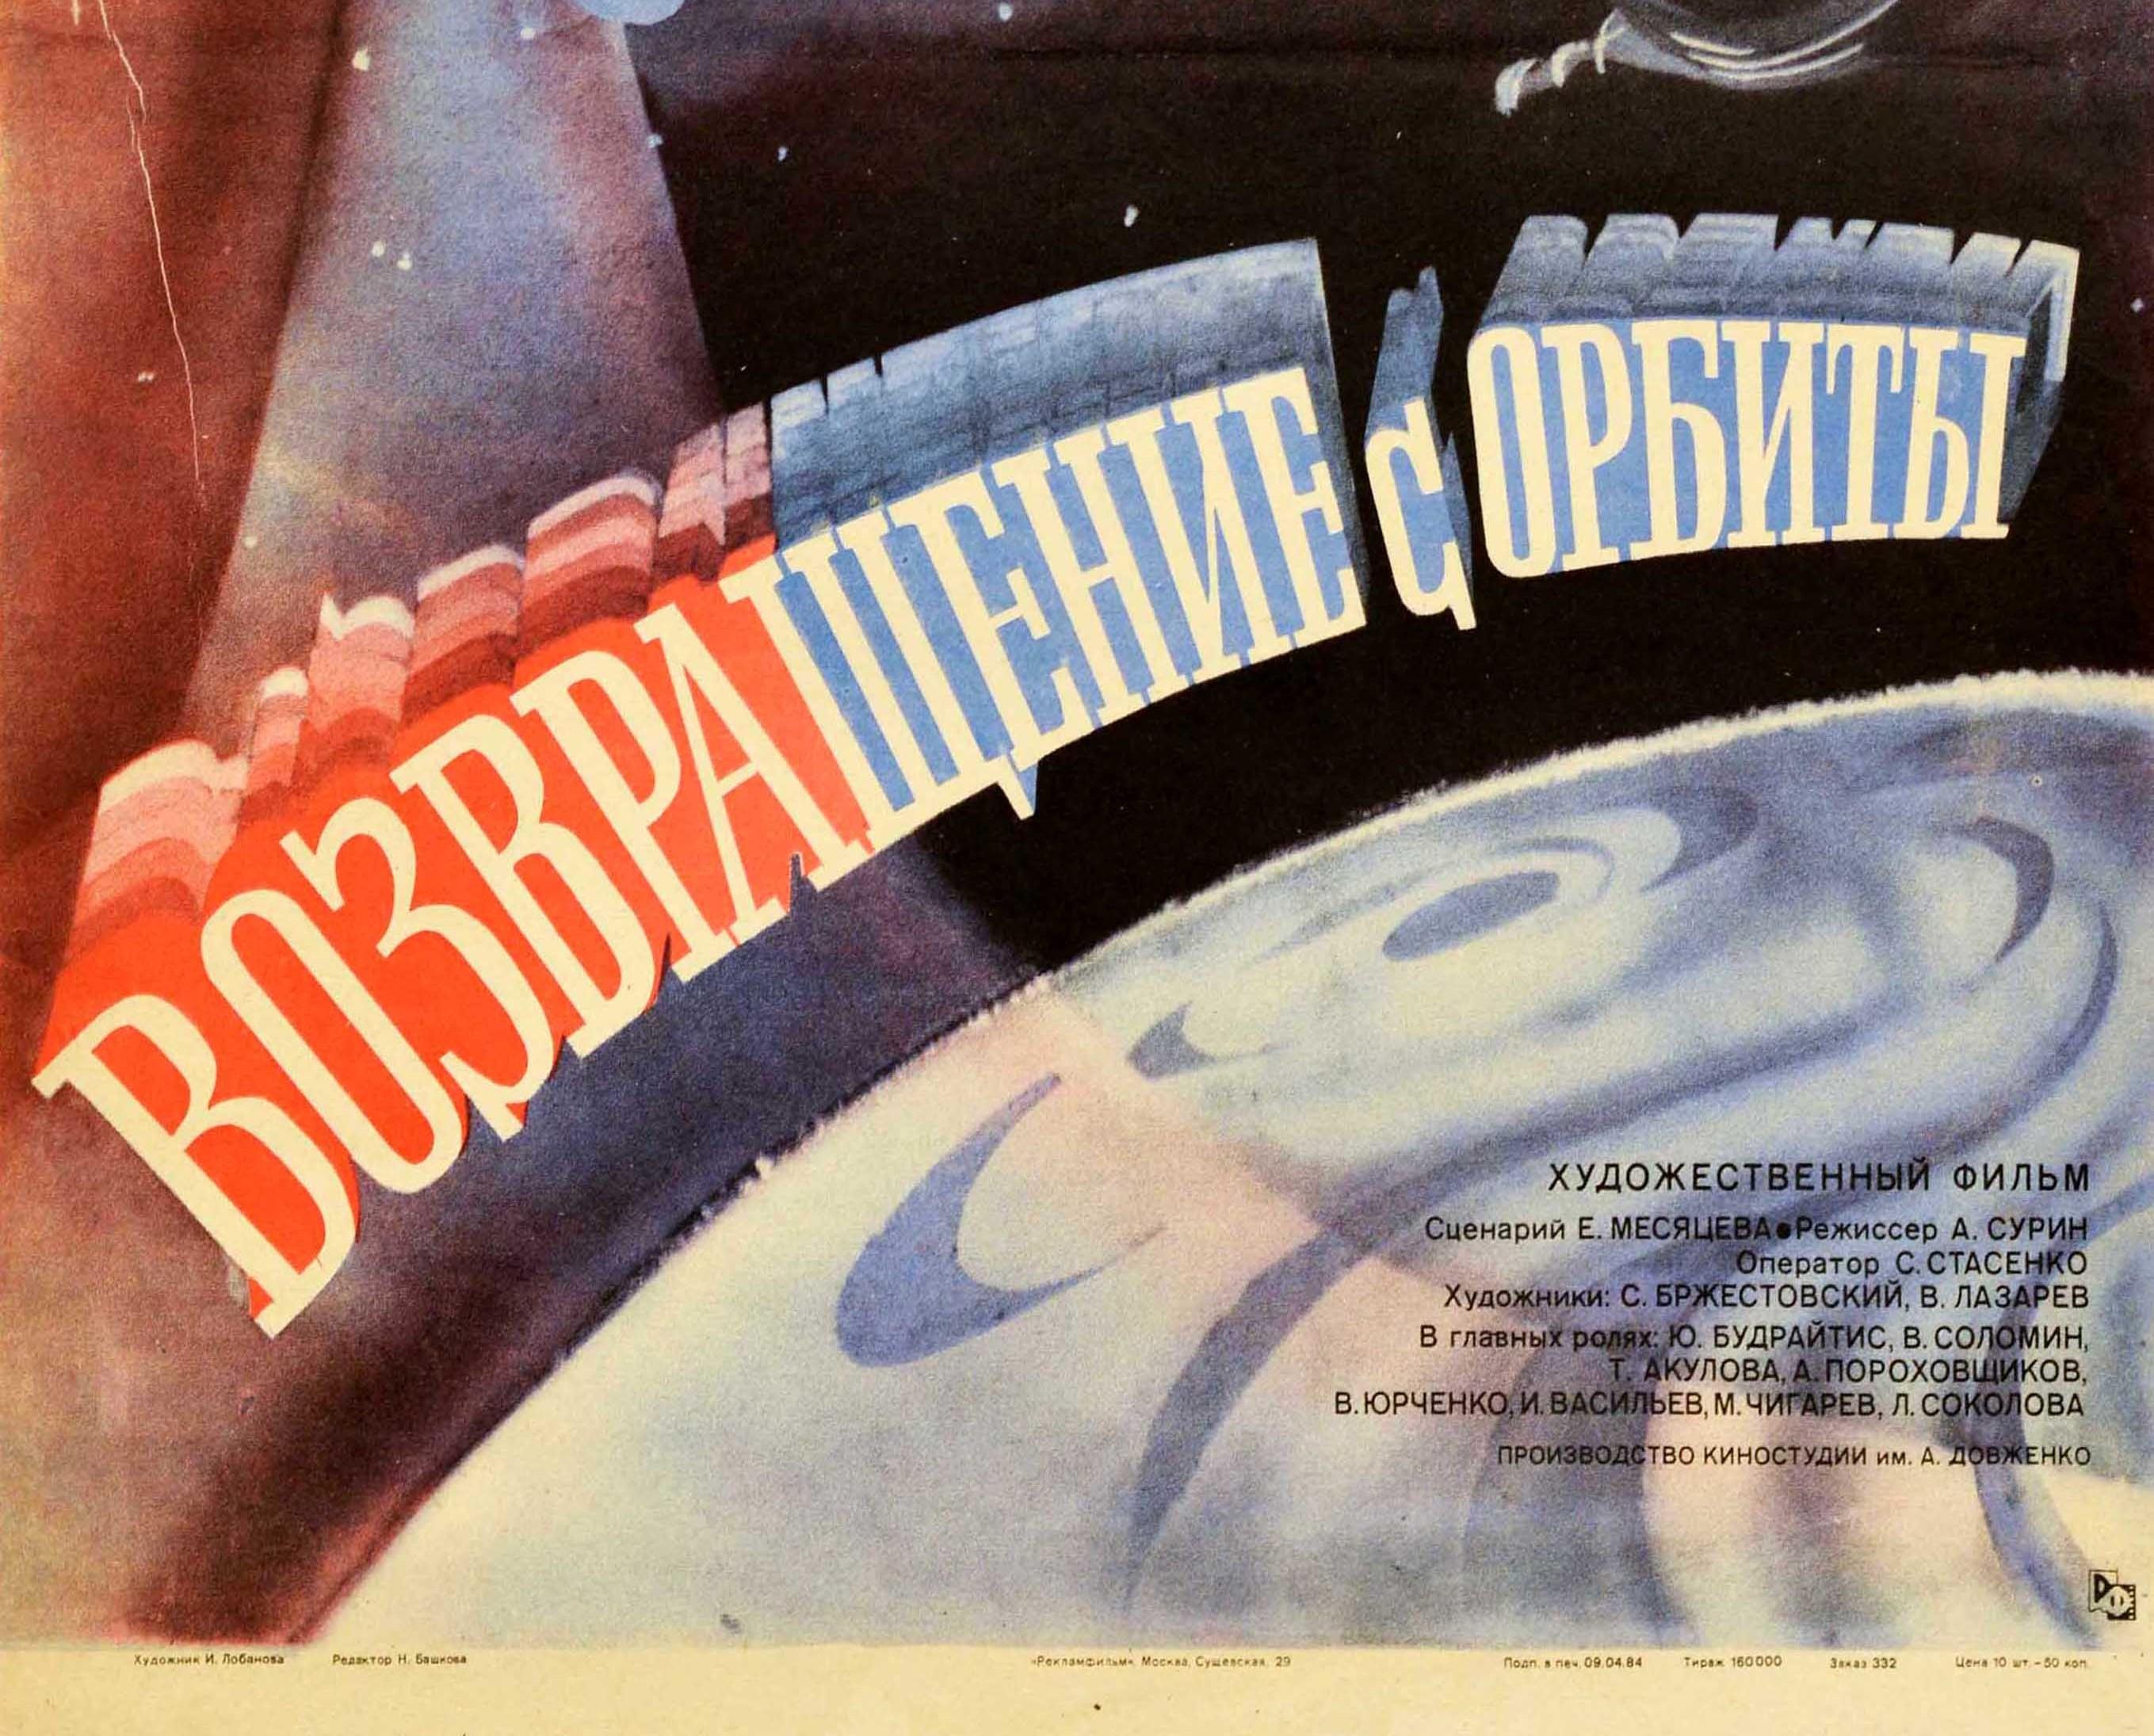 ВОЗВРАЩЕНИЕ С ОРБИТЫ
ХУДОЖЕСТВЕННЫЙ ФИЛЬМ
Сценарий Е. МЕСЯЦЕВА●Режиссер А. СУРИН
Оператор С. СТАСЕНКО
Художники: С. БРЖЕСТОВСКИЙ, В. ЛАЗАРЕВ
В главных ролях: Ю. БУДРАЙТИС, В. СОЛОМИН,
Т. АКУЛОВА, А. ПОРОХОВЩИКОВ,
В. ЮРЧЕНКО, И. ВАСИЛЬЕВ, М. ЧИГАРЕВ, Л. СОКОЛОВА
ПРОИЗВОДСТВО КИНОСТУДИИ им. А. ДОВЖЕНКО
РФ
Художник И. Лобанова Редактор Н. Башкова «Рекламфильм». Москва, Сущевская, 29 Подп. в печ. 09.04.84 Тираж 160000 Заказ 332 Цена 10 шт.–50 коп.